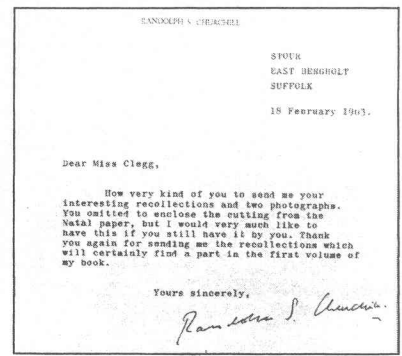 RANDOLPH S. CHURCHILL
STOUR
EAST BERGHOLT
SUFFOLK
18 February 1963.
Dear Miss Clegg,
How very kind of you to send me your
interesting recollections and two photographs.
You omitted to enclose the cutting from the
Natal paper, but I would very much like to
have this if you still have it by you. Thank
you again for sending me the recollections which
will certainly find a part in the first volume of
my book.
Yours sincerely,
Randolph S. Churchill